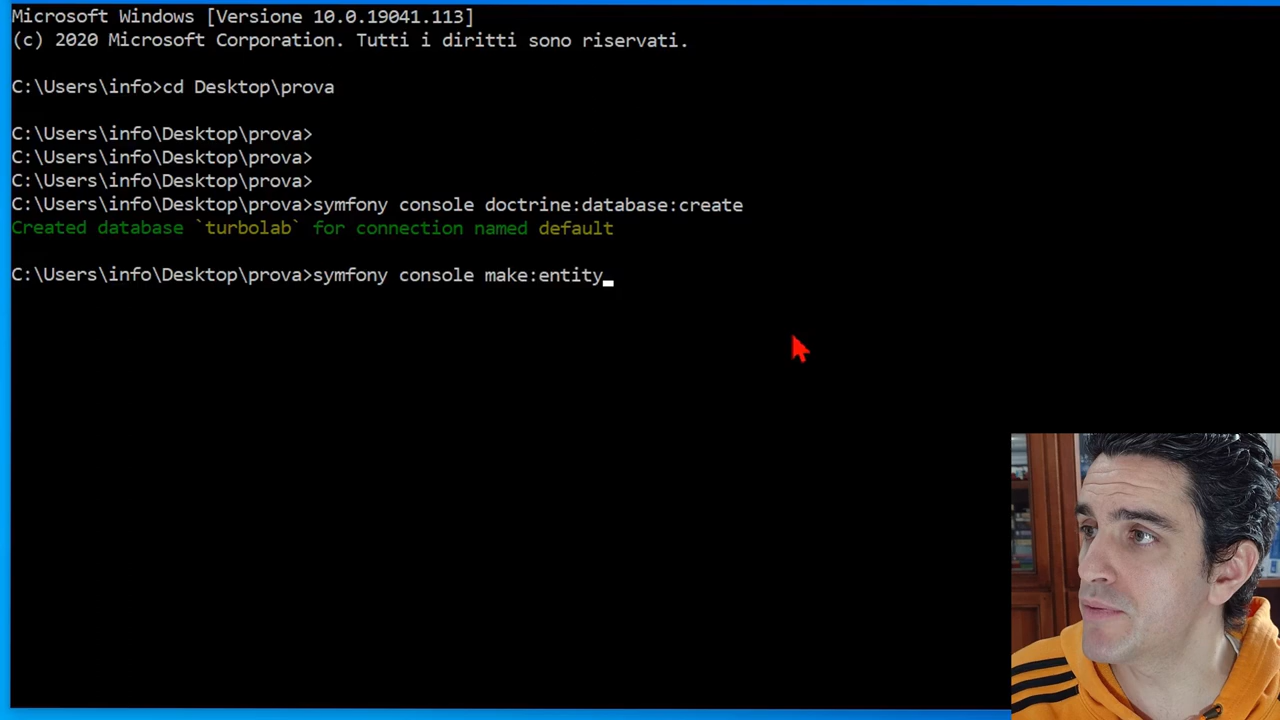 Microsoft Windows [Versione 10.0.19041.113]
(c) 2020 Microsoft Corporation. Tutti i diritti sono riservati.
C:\Users\info>cd Desktop\prova
C:\Users\info\Desktop\prova>
C:\Users\info\Desktop\prova>
C:\Users\info\Desktop\prova>
C:\Users\info\Desktop\prova>symfony console doctrine:database:create
Created database `turbolab` for connection named default
C:\Users\info\Desktop\prova>symfony console make:entity